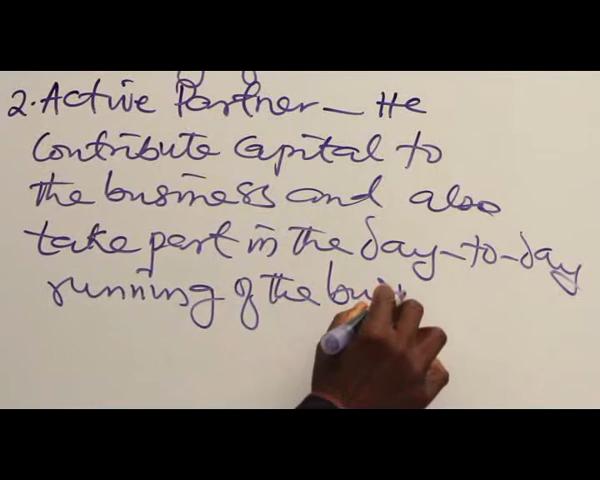 2. Active Partner – He
Contribute Capital to
the business and also
take part in the day-to-day
running of the bus